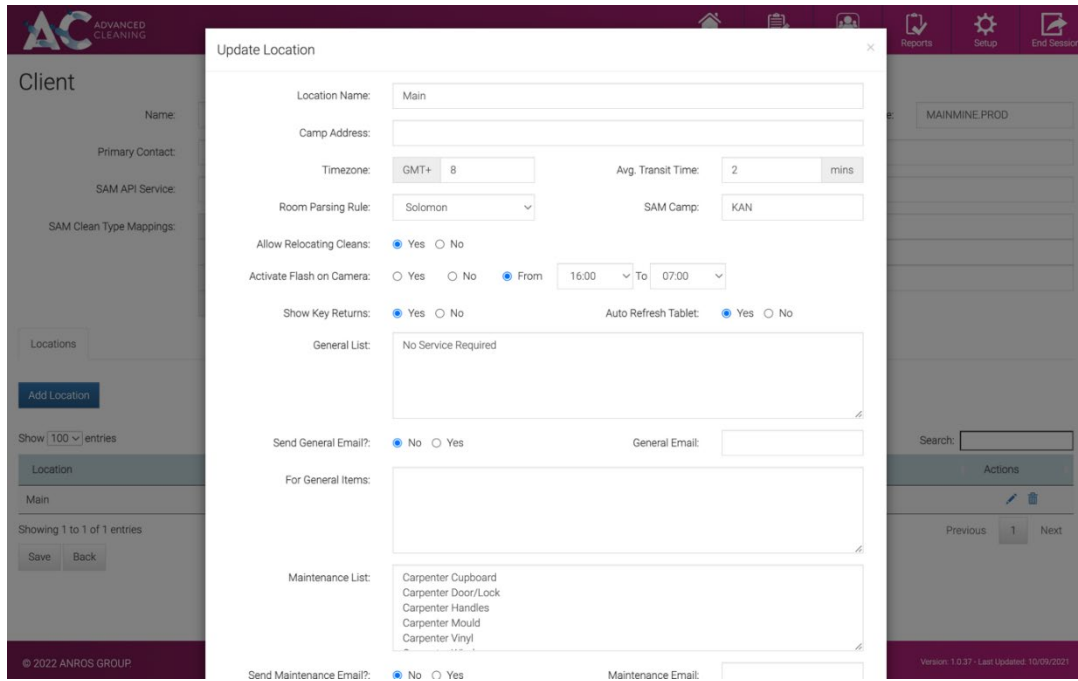 AC ADVANCED
CLEANING
Reports
Setup
End Session
Client
Name:
MAINMINE.PROD
Primary Contact:
SAM API Service:
SAM Clean Type Mappings:
Locations
Add Location
Show 100 entries
Search:
Location
Actions
Main
Showing 1 to 1 of 1 entries
Previous 1 Next
Save Back
© 2022 ANROS GROUP.
Version: 1.0.37 - Last Updated: 10/09/2021
Update Location ×
Location Name: Main
Camp Address:
Timezone: GMT+ 8 Avg. Transit Time: 2 mins
Room Parsing Rule: Solomon SAM Camp: KAN
Allow Relocating Cleans: Yes No
Activate Flash on Camera: Yes No From 16:00 To 07:00
Show Key Returns: Yes No Auto Refresh Tablet: Yes No
General List: No Service Required
Send General Email?: No Yes General Email:
For General Items:
Maintenance List: Carpenter Cupboard
Carpenter Door/Lock
Carpenter Handles
Carpenter Mould
Carpenter Vinyl
Send Maintenance Email?: No Yes Maintenance Email: